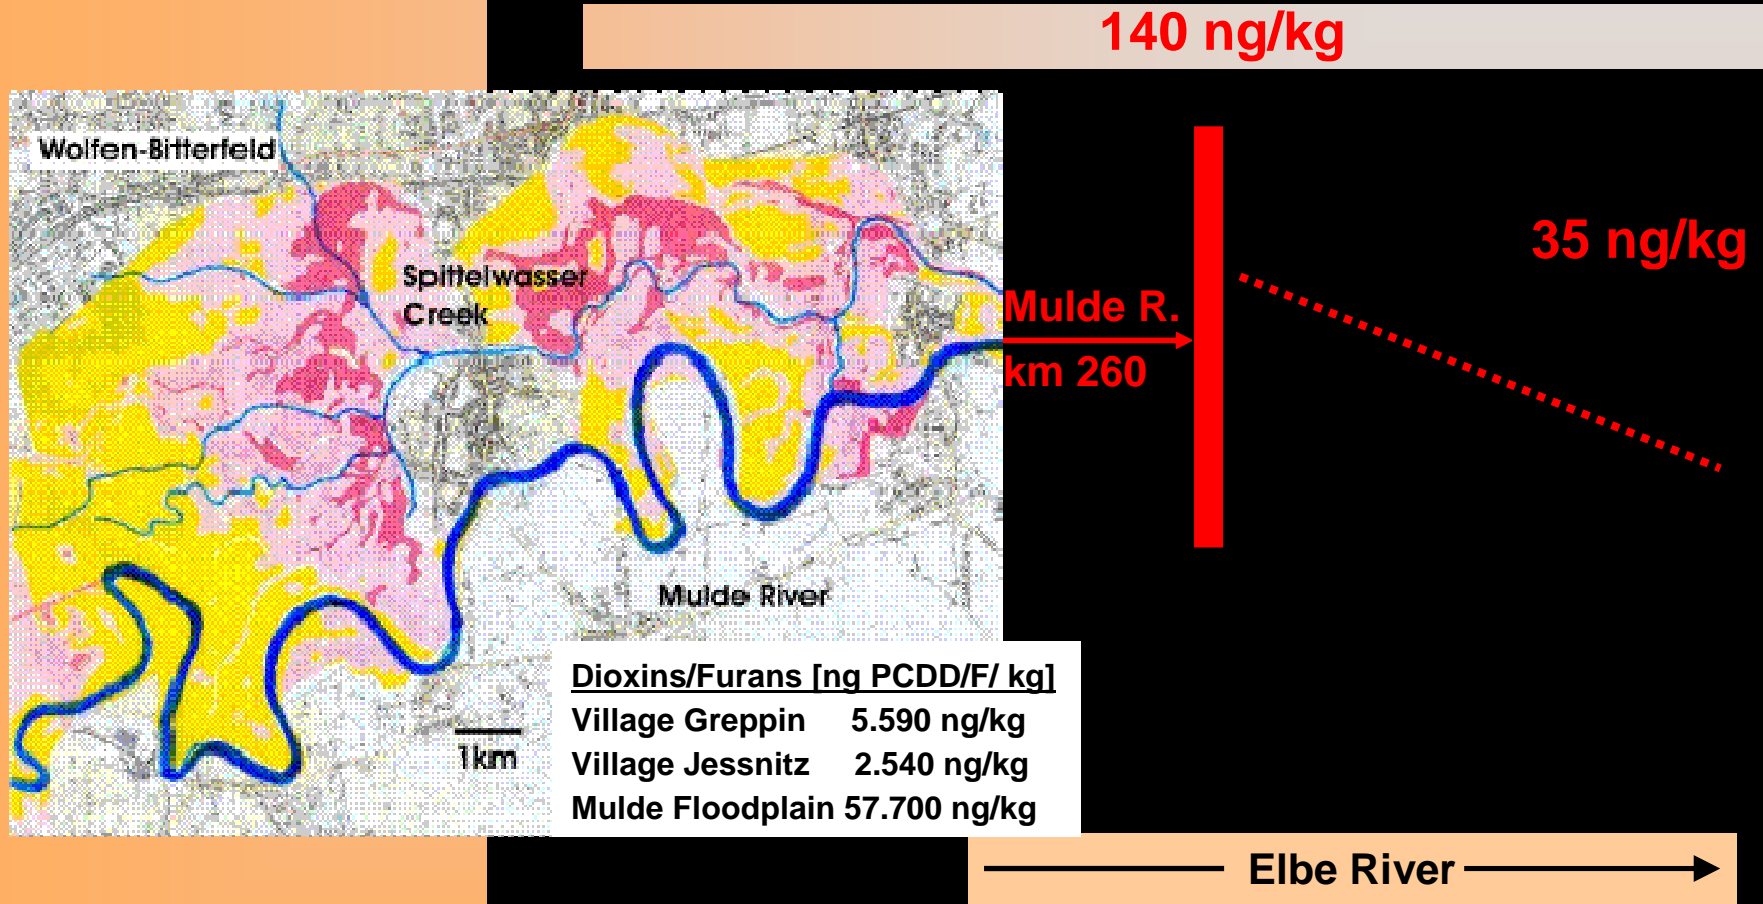 140 ng/kg
Wolfen-Bitterfeld
35 ng/kg
Spittelwasser
Creek
Mulde R.
km 260
Mulde River
Dioxins/Furans [ng PCDD/F/ kg]
Village Greppin 5.590 ng/kg
Village Jessnitz 2.540 ng/kg
Mulde Floodplain 57.700 ng/kg
1km
Elbe River